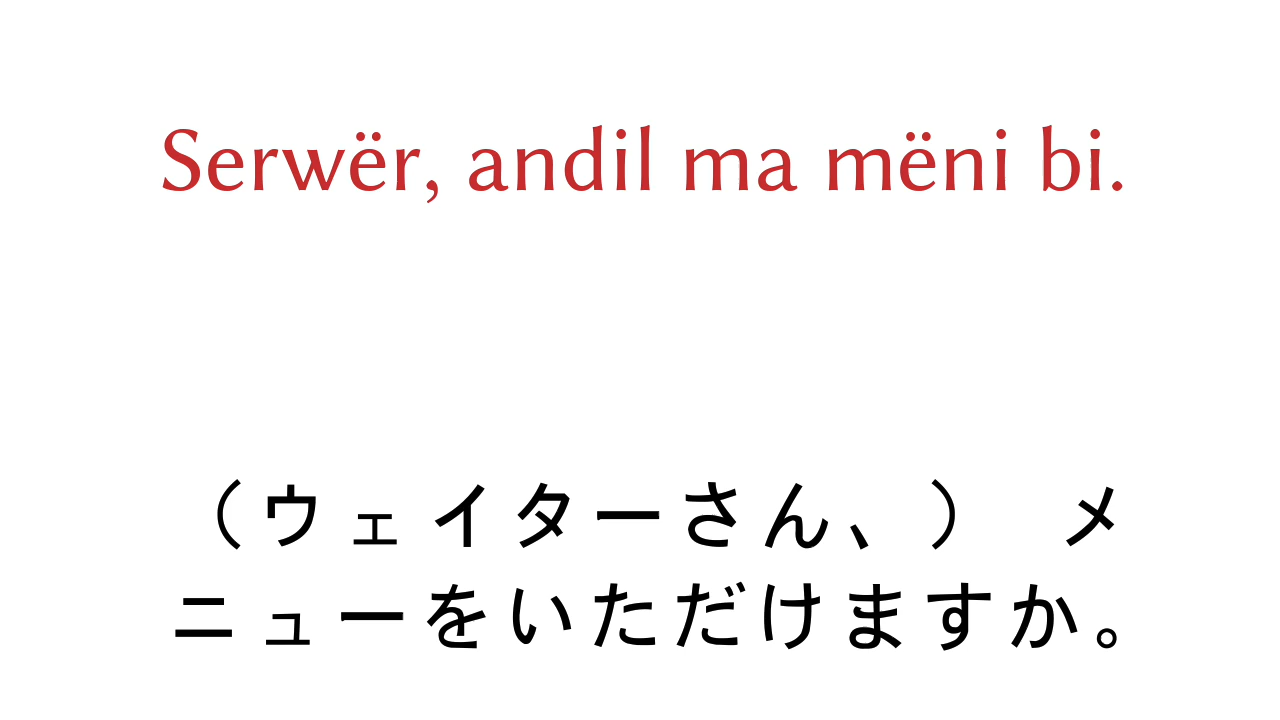 Serwër, andil ma mëni bi.
（ウェイターさん、）　メ
ニューをいただけますか。